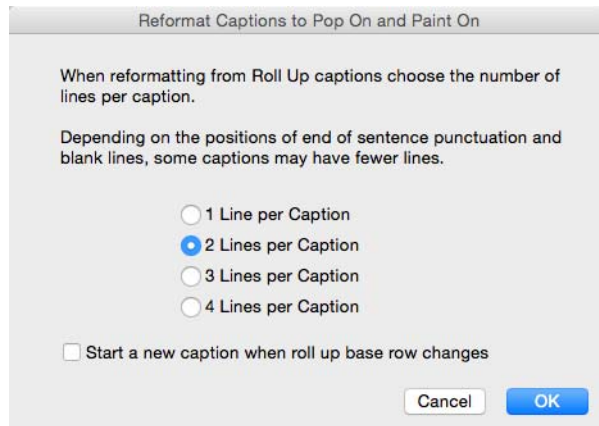 Reformat Captions to Pop On and Paint On
When reformatting from Roll Up captions choose the number of
lines per caption.
Depending on the positions of end of sentence punctuation and
blank lines, some captions may have fewer lines.
1 Line per Caption
2 Lines per Caption
3 Lines per Caption
4 Lines per Caption
Start a new caption when roll up base row changes
Cancel OK